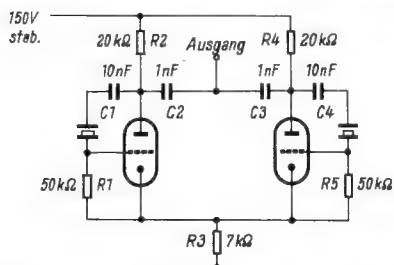 150V
stab.
20kΩ R2
R4 20kΩ
Ausgang
10nF
1nF
1nF
10nF
C1
C2
C3
C4
50kΩ
R1
R5
50kΩ
R3
7kΩ